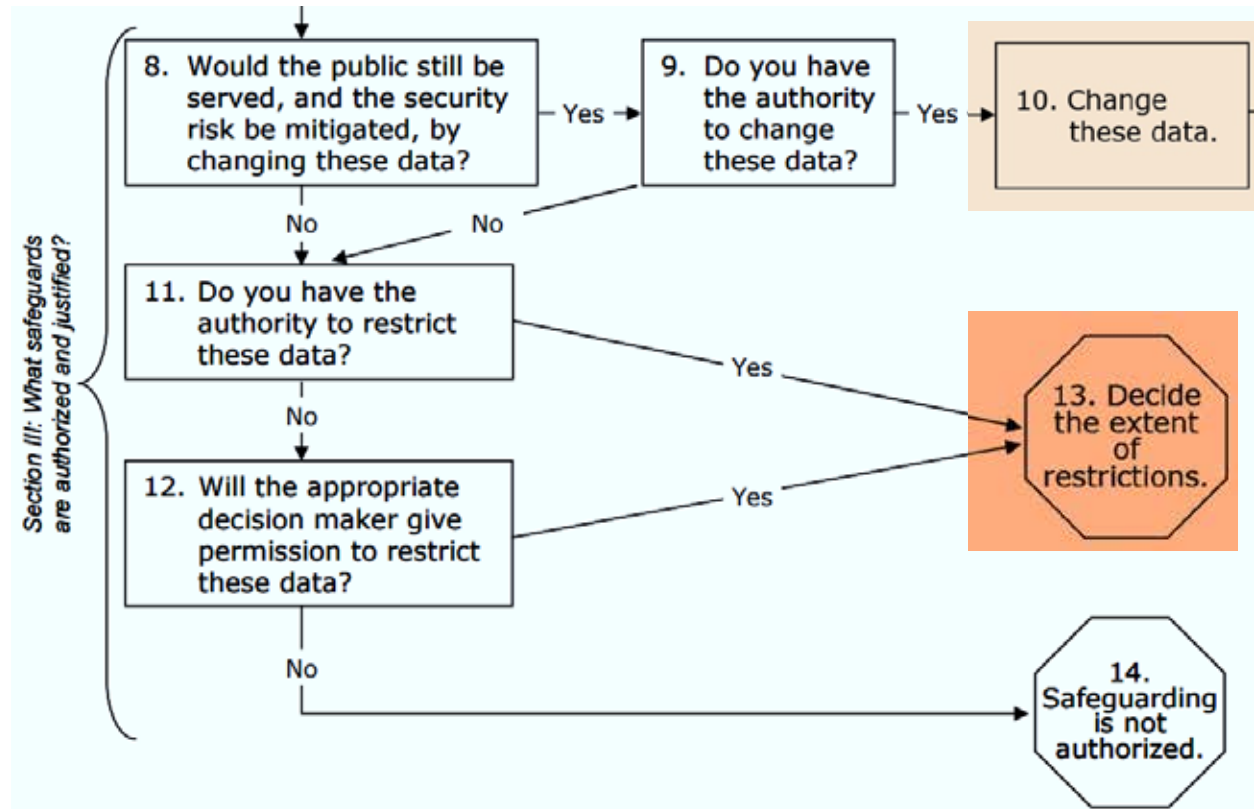 8. Would the public still be
served, and the security
risk be mitigated, by
changing these data?
Yes
9. Do you have
the authority
to change
these data?
Yes
10. Change
these data.
No
No
Section III: What safeguards
are authorized and justified?
11. Do you have the
authority to restrict
these data?
Yes
No
13. Decide
the extent
of
restrictions.
12. Will the appropriate
decision maker give
permission to restrict
these data?
Yes
No
14.
Safeguarding
is not
authorized.